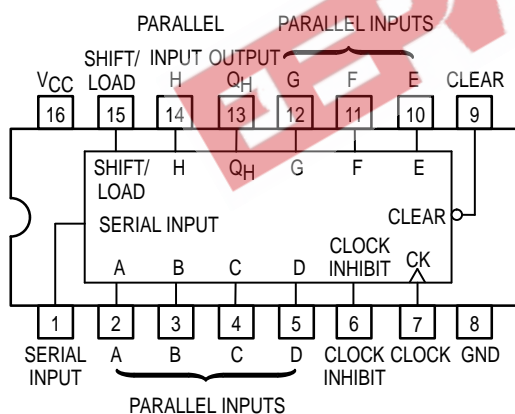 PARALLEL PARALLEL INPUTS
SHIFT/ INPUT OUTPUT
VCC LOAD H QH G F E CLEAR
16 15 14 13 12 11 10 9
SHIFT/ H QH G F E
LOAD
CLEAR
SERIAL INPUT
CLOCK
INHIBIT CK
A B C D
1 2 3 4 5 6 7 8
SERIAL A B C D CLOCK CLOCK GND
INPUT INHIBIT
PARALLEL INPUTS